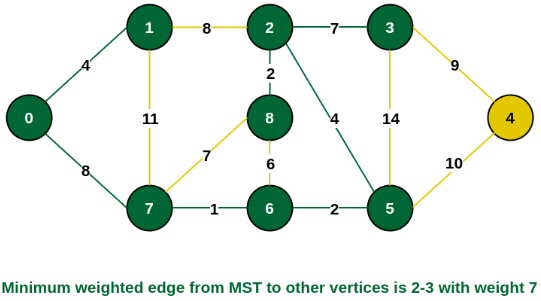 1 8 2 7 3
4 9
2
0 11 8 4 14 4
7 6 10
8
7 1 6 2 5
Minimum weighted edge from MST to other vertices is 2-3 with weight 7